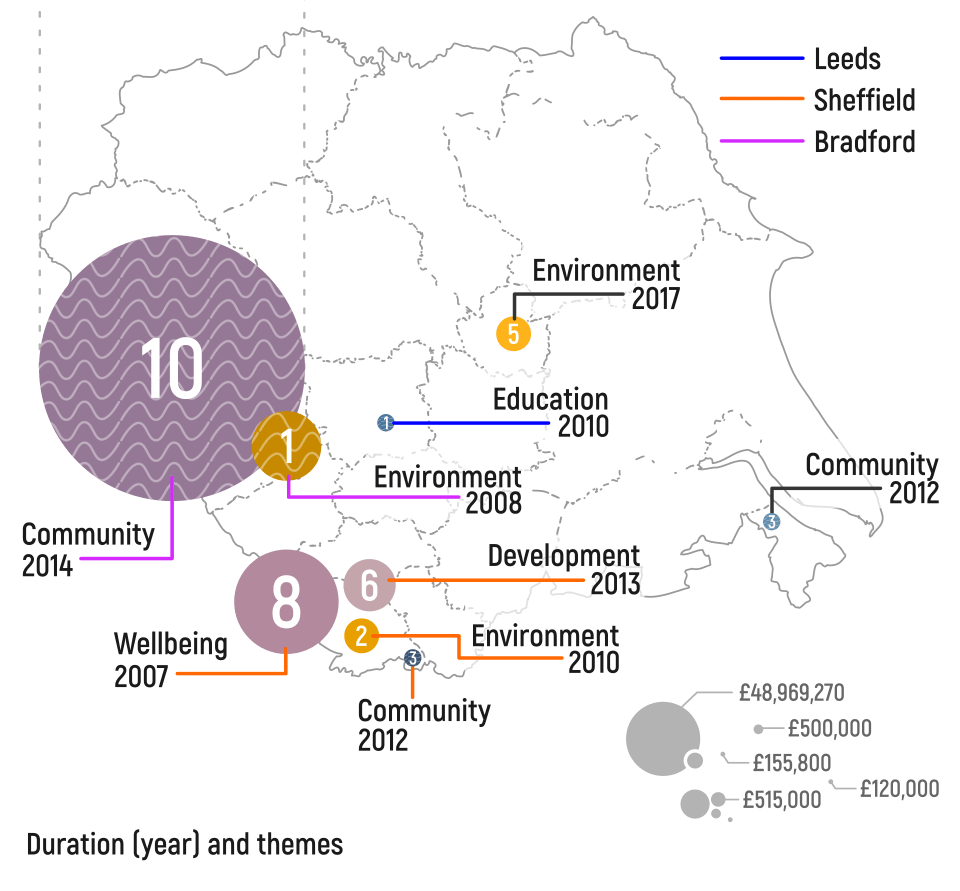 Leeds
Sheffield
Bradford
Environment
2017
5
10
Education
2010
1
1
Environment
2008
Community
2012
3
Community
2014
Development
2013
8
6
Environment
2010
2
Wellbeing
2007
3
Community
2012
£48,969,270
£500,000
£155,800
£120,000
£515,000
Duration (year) and themes